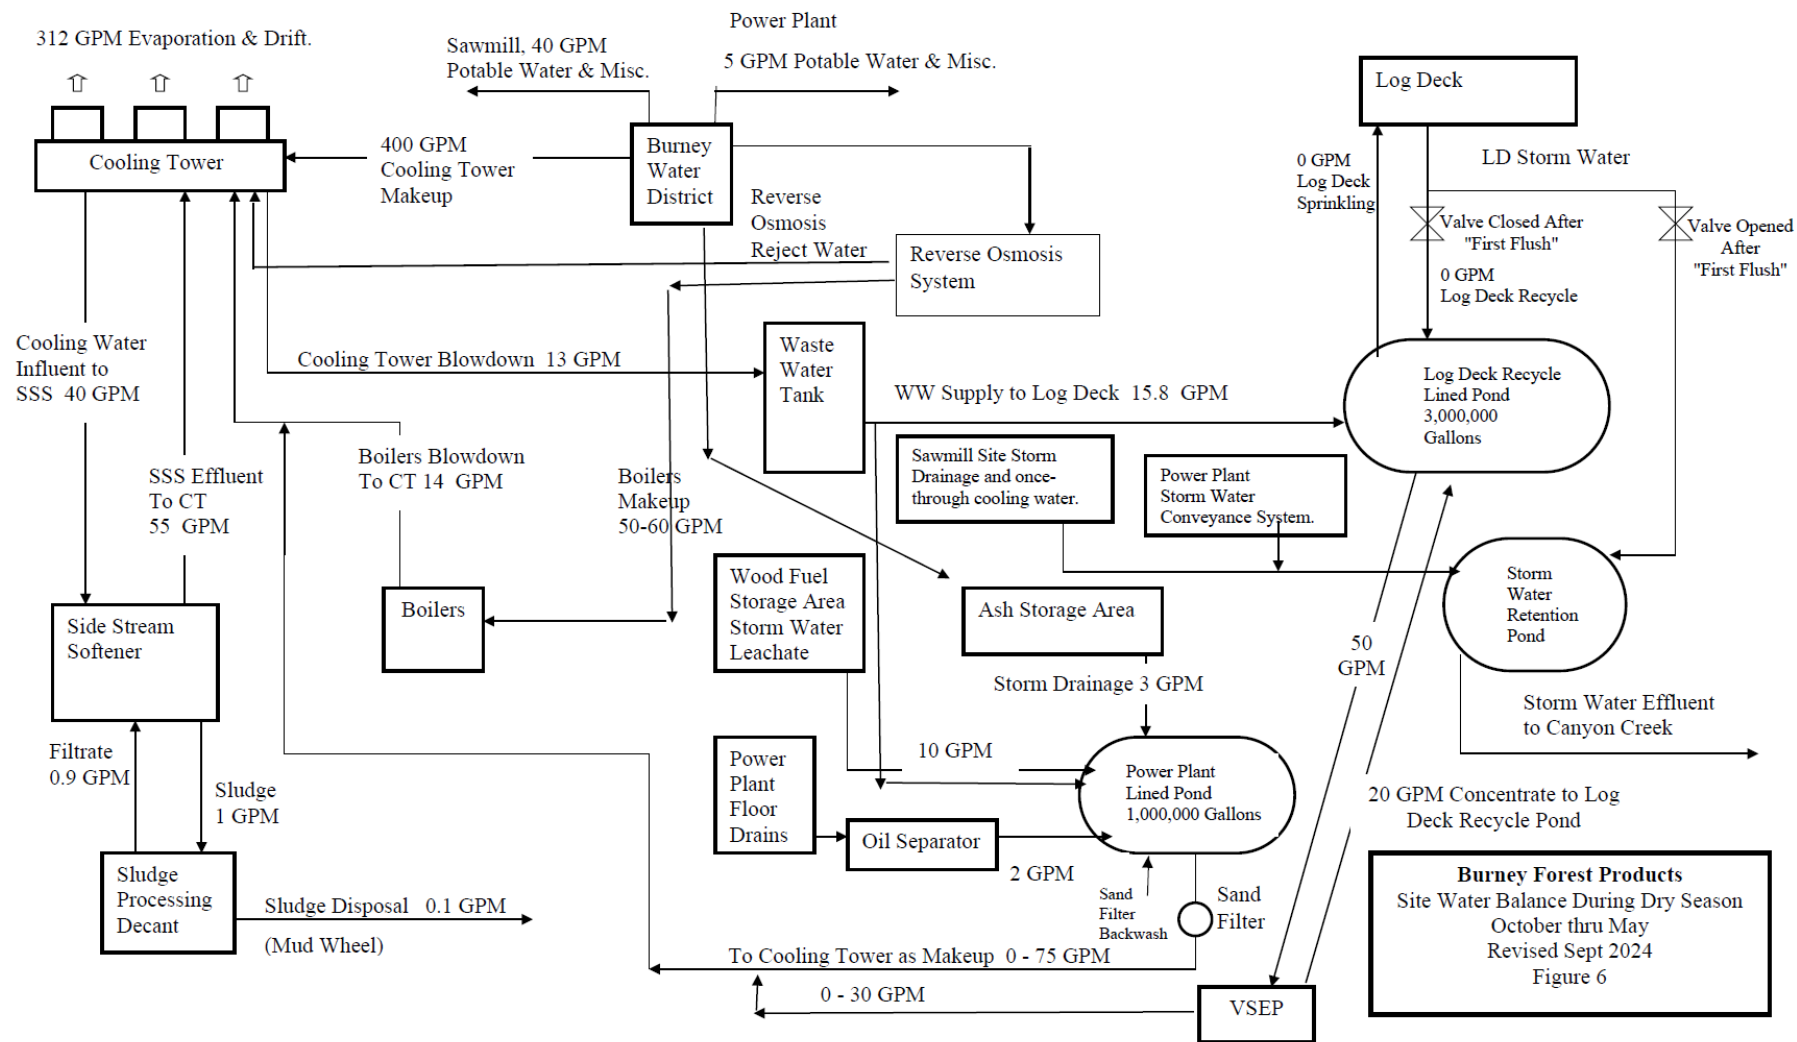 Power Plant
312 GPM Evaporation & Drift.
Sawmill, 40 GPM
Potable Water & Misc.
5 GPM Potable Water & Misc.
Log Deck
Cooling Tower
400 GPM
Cooling Tower
Makeup
Burney
Water
District
0 GPM
Log Deck
Sprinkling
LD Storm Water
Reverse
Osmosis
Reject Water
Reverse Osmosis
System
Valve Closed After
"First Flush"
Valve Opened
After
"First Flush"
0 GPM
Log Deck Recycle
Cooling Water
Influent to
SSS 40 GPM
Cooling Tower Blowdown 13 GPM
Waste
Water
Tank
WW Supply to Log Deck 15.8 GPM
Log Deck Recycle
Lined Pond
3,000,000
Gallons
SSS Effluent
To CT
55 GPM
Boilers Blowdown
To CT 14 GPM
Boilers
Makeup
50-60 GPM
Sawmill Site Storm
Drainage and once-
through cooling water.
Power Plant
Storm Water
Conveyance System.
Storm
Water
Retention
Pond
Side Stream
Softener
Boilers
Wood Fuel
Storage Area
Storm Water
Leachate
Ash Storage Area
50
GPM
Storm Drainage 3 GPM
Storm Water Effluent
to Canyon Creek
Filtrate
0.9 GPM
Sludge
1 GPM
10 GPM
Power
Plant
Floor
Drains
Oil Separator
2 GPM
Power Plant
Lined Pond
1,000,000 Gallons
20 GPM Concentrate to Log
Deck Recycle Pond
Sludge
Processing
Decant
Sludge Disposal 0.1 GPM
(Mud Wheel)
Sand
Filter
Backwash
Sand
Filter
To Cooling Tower as Makeup 0 - 75 GPM
0 - 30 GPM
VSEP
Burney Forest Products
Site Water Balance During Dry Season
October thru May
Revised Sept 2024
Figure 6